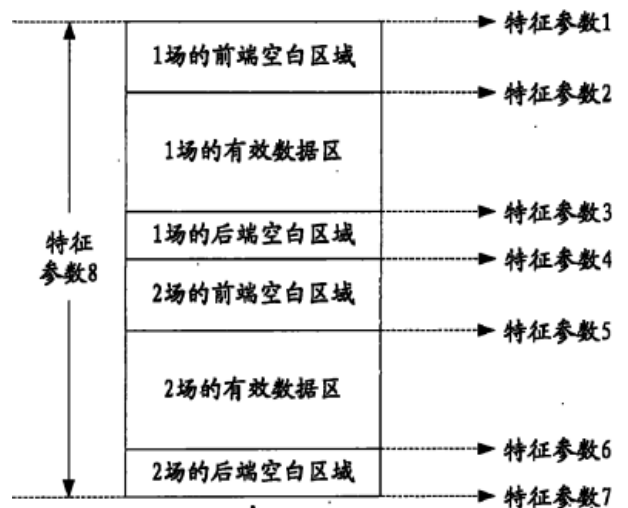 特征参数1
1场的前端空白区域
特征参数2
1场的有效数据区
特征参数3
1场的后端空白区域
特征参数4
特征
参数8
2场的前端空白区域
特征参数5
2场的有效数据区
特征参数6
2场的后端空白区域
特征参数7